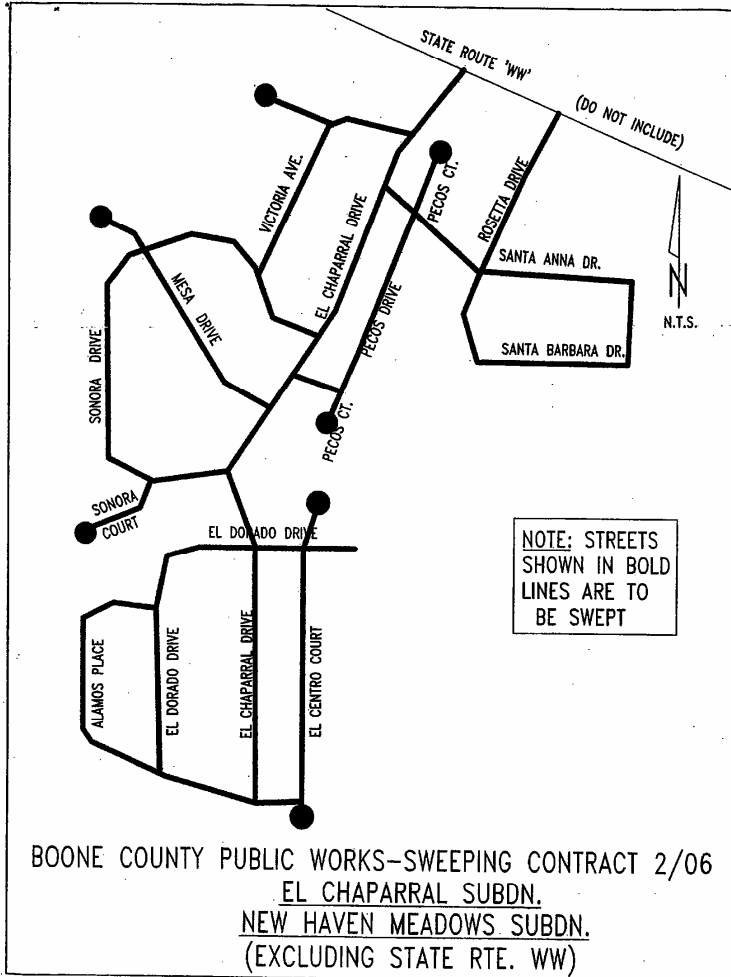 STATE ROUTE 'WW'
(DO NOT INCLUDE)
VICTORIA AVE.
EL CHAPARRAL DRIVE
PECOS CT.
ROSETTA DRIVE
SANTA ANNA DR.
N
N.T.S.
MESA DRIVE
PECOS DRIVE
SANTA BARBARA DR.
SONORA DRIVE
PECOS CT.
SONORA
COURT
EL DORADO DRIVE
NOTE: STREETS
SHOWN IN BOLD
LINES ARE TO
BE SWEPT
ALAMOS PLACE
EL DORADO DRIVE
EL CHAPARRAL DRIVE
EL CENTRO COURT
BOONE COUNTY PUBLIC WORKS-SWEEPING CONTRACT 2/06
EL CHAPARRAL SUBDN.
NEW HAVEN MEADOWS SUBDN.
(EXCLUDING STATE RTE. WW)